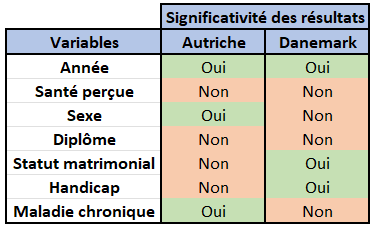 Significativité des résultats
Variables Autriche Danemark
Année Oui Oui
Santé perçue Non Non
Sexe Oui Non
Diplôme Non Non
Statut matrimonial Non Oui
Handicap Non Oui
Maladie chronique Oui Non